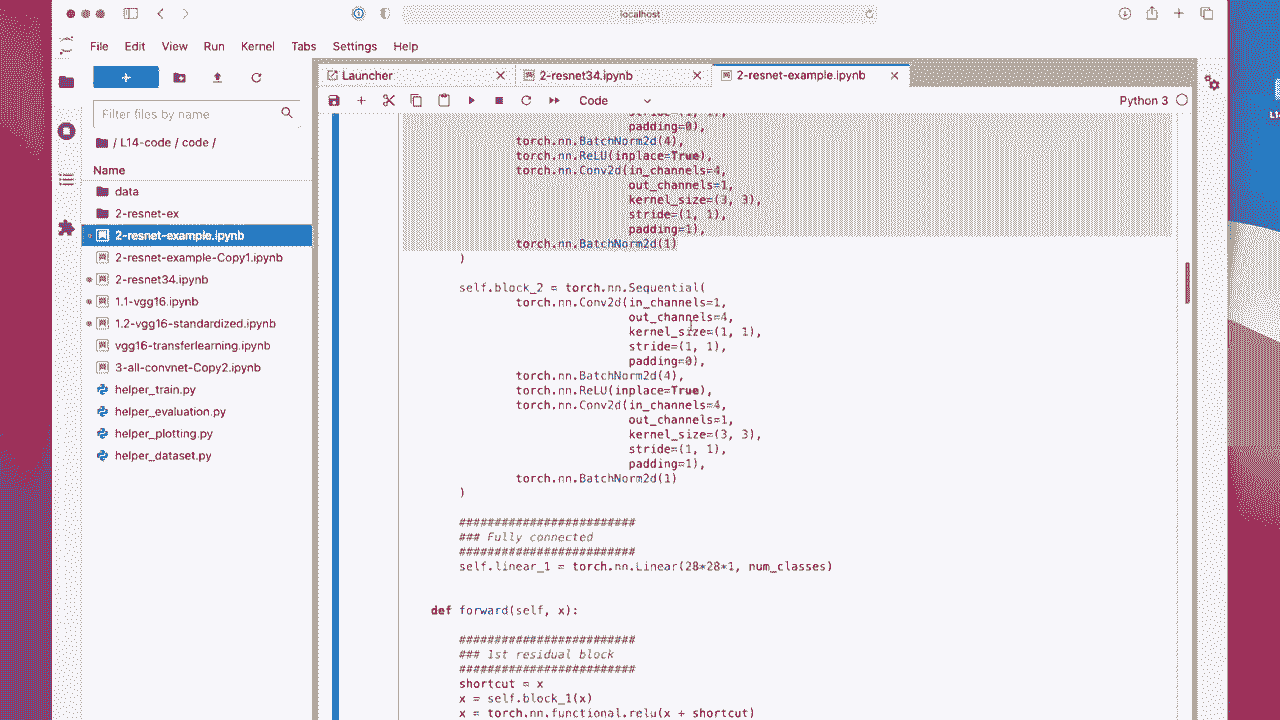 localhost
File Edit View Run Kernel Tabs Settings Help
Launcher
2-resnet34.ipynb
2-resnet-example.ipynb
Code
Python 3
Filter files by name
/ L14-code / code /
Name
data
2-resnet-ex
2-resnet-example.ipynb
2-resnet-example-Copy1.ipynb
2-resnet34.ipynb
1.1-vgg16.ipynb
1.2-vgg16-standardized.ipynb
vgg16-transferlearning.ipynb
3-all-convnet-Copy2.ipynb
helper_train.py
helper_evaluation.py
helper_plotting.py
helper_dataset.py
padding=0),
torch.nn.BatchNorm2d(4),
torch.nn.ReLU(inplace=True),
torch.nn.Conv2d(in_channels=4,
out_channels=1,
kernel_size=(3, 3),
stride=(1, 1),
padding=1),
torch.nn.BatchNorm2d(1)
)
self.block_2 = torch.nn.Sequential(
torch.nn.Conv2d(in_channels=1,
out_channels=4,
kernel_size=(1, 1),
stride=(1, 1),
padding=0),
torch.nn.BatchNorm2d(4),
torch.nn.ReLU(inplace=True),
torch.nn.Conv2d(in_channels=4,
out_channels=1,
kernel_size=(3, 3),
stride=(1, 1),
padding=1),
torch.nn.BatchNorm2d(1)
)
#########################
### Fully connected
#########################
self.linear_1 = torch.nn.Linear(28*28*1, num_classes)
def forward(self, x):
#########################
### 1st residual block
#########################
shortcut = x
x = self.block_1(x)
x = torch.nn.functional.relu(x + shortcut)